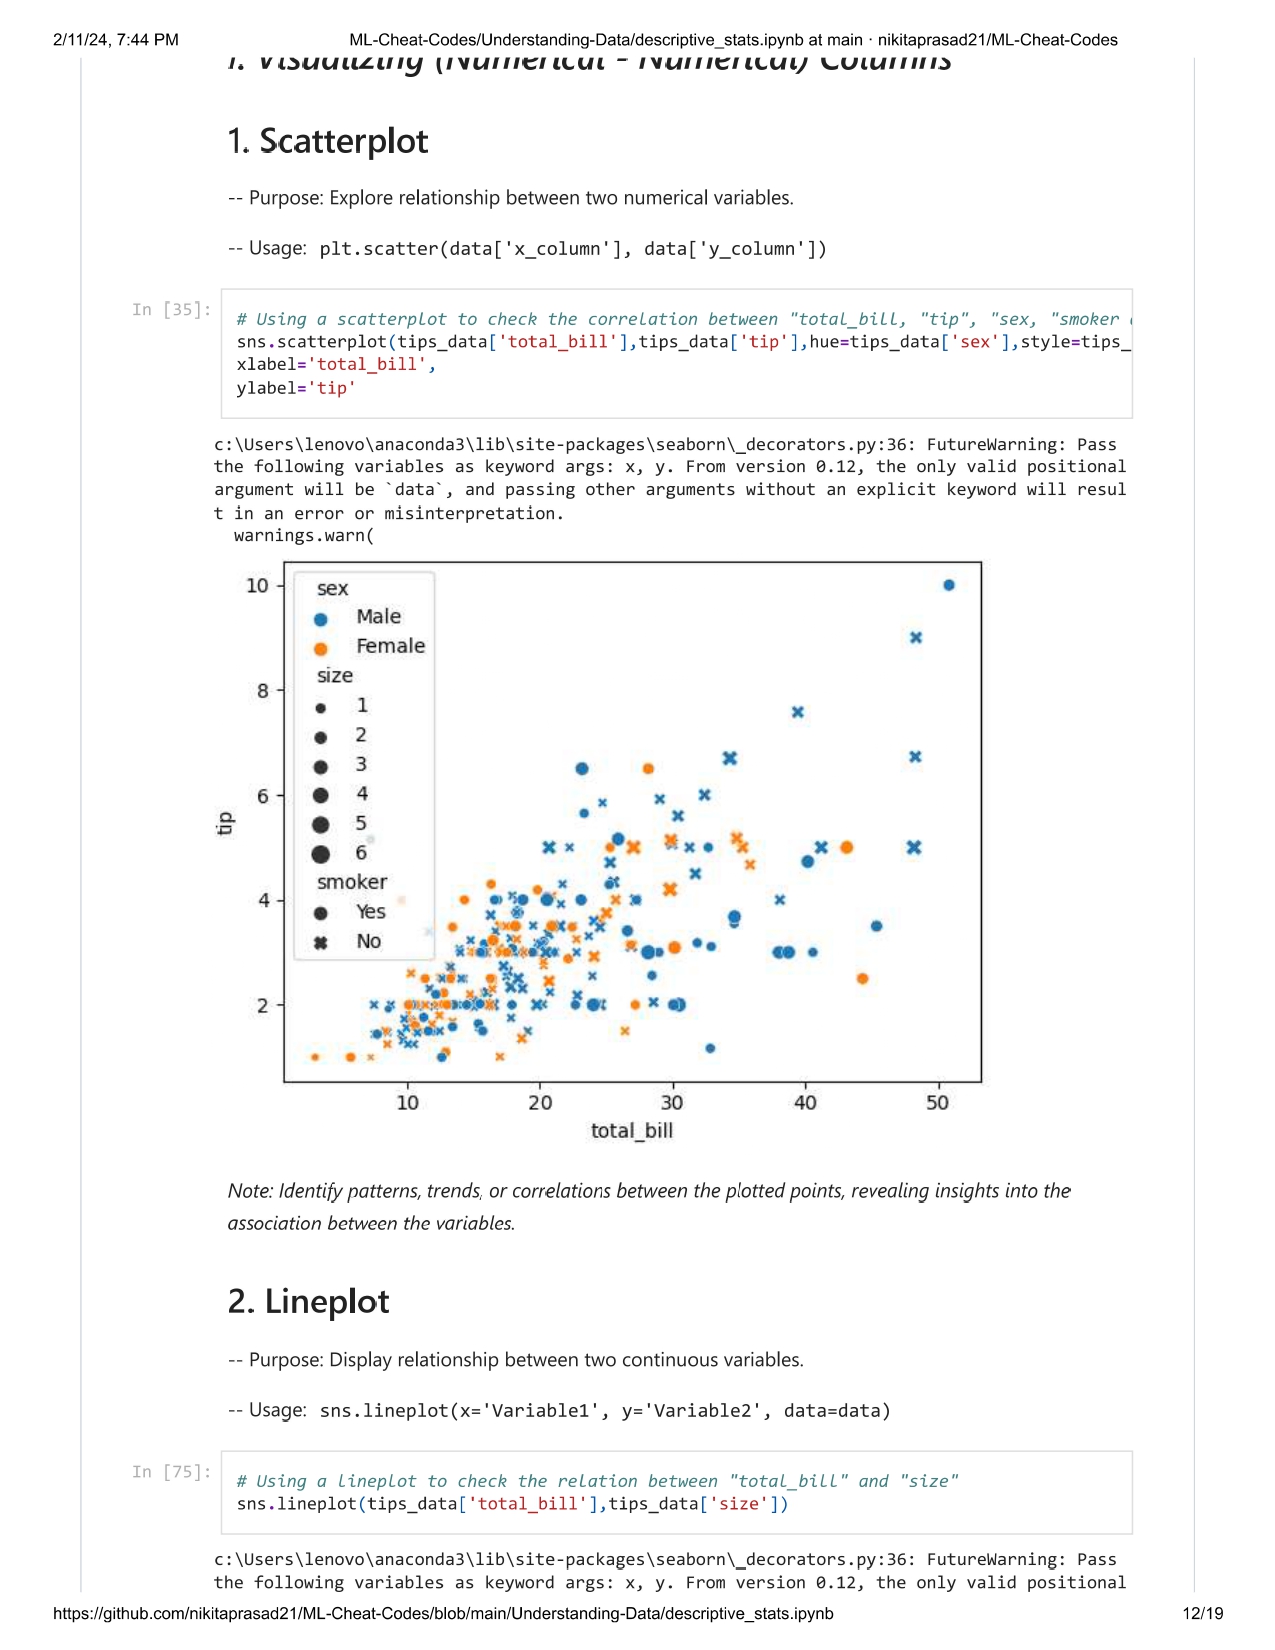 2/11/24, 7:44 PM
ML-Cheat-Codes/Understanding-Data/descriptive_stats.ipynb at main · nikitaprasad21/ML-Cheat-Codes
Visualizing (Numerical - Numerical) Columns
1. Scatterplot
-- Purpose: Explore relationship between two numerical variables.
-- Usage: plt.scatter(data['x_column'], data['y_column'])
In [35]:
# Using a scatterplot to check the correlation between "total_bill, "tip", "sex, "smoker
sns.scatterplot(tips_data['total_bill'],tips_data['tip'],hue=tips_data['sex'],style=tips_
xlabel='total_bill',
ylabel='tip'
c:\Users\lenovo\anaconda3\lib\site-packages\seaborn\_decorators.py:36: FutureWarning: Pass
the following variables as keyword args: x, y. From version 0.12, the only valid positional
argument will be `data`, and passing other arguments without an explicit keyword will resul
t in an error or misinterpretation.
warnings.warn(
10
8
6
4
2
tip
sex
Male
Female
size
1
2
3
4
5
6
smoker
Yes
No
10 20 30 40 50
total_bill
Note: Identify patterns, trends, or correlations between the plotted points, revealing insights into the
association between the variables.
2. Lineplot
-- Purpose: Display relationship between two continuous variables.
-- Usage: sns.lineplot(x='Variable1', y='Variable2', data=data)
In [75]:
# Using a lineplot to check the relation between "total_bill" and "size"
sns.lineplot(tips_data['total_bill'],tips_data['size'])
c:\Users\lenovo\anaconda3\lib\site-packages\seaborn\_decorators.py:36: FutureWarning: Pass
the following variables as keyword args: x, y. From version 0.12, the only valid positional
https://github.com/nikitaprasad21/ML-Cheat-Codes/blob/main/Understanding-Data/descriptive_stats.ipynb
12/19